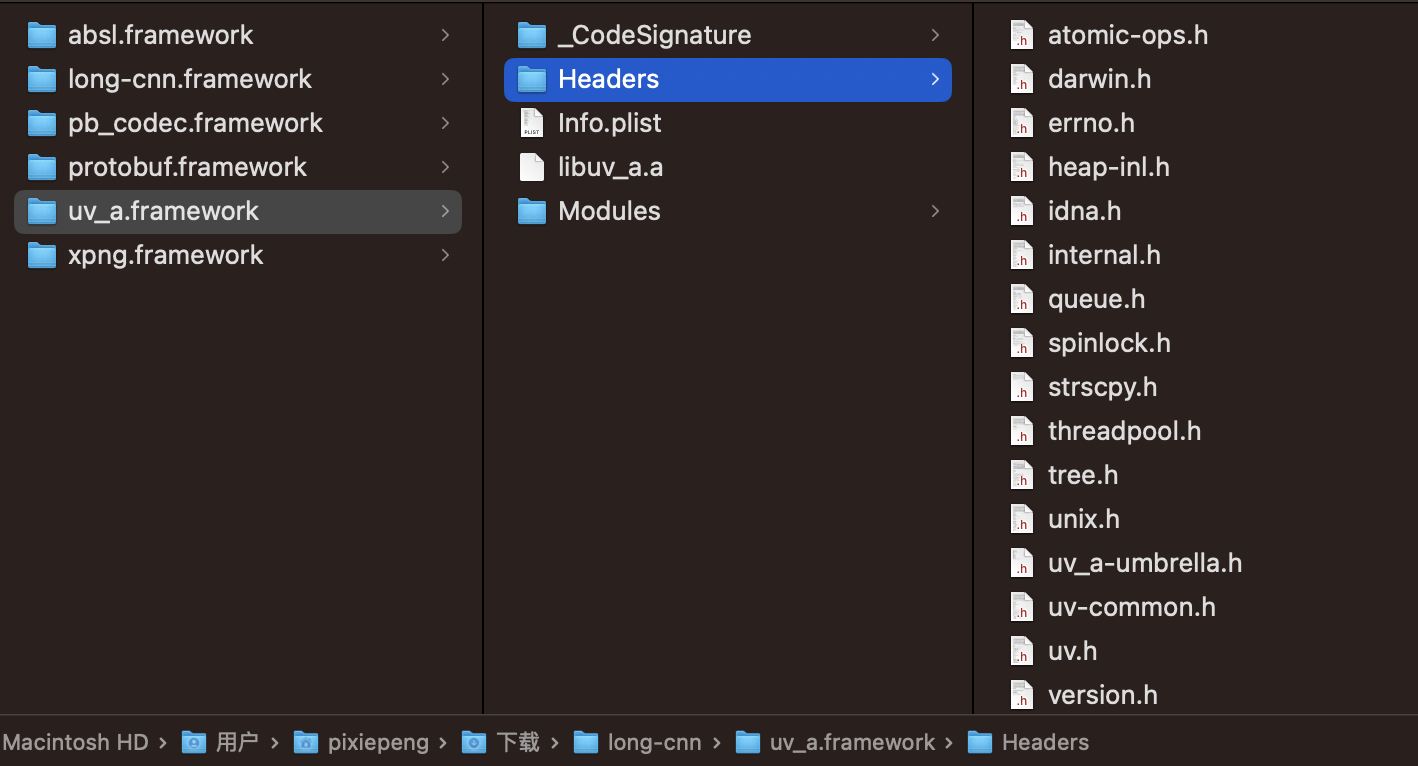 absl.framework
long-cnn.framework
pb_codec.framework
protobuf.framework
uv_a.framework
xpng.framework
_CodeSignature
Headers
Info.plist
libuv_a.a
Modules
atomic-ops.h
darwin.h
errno.h
heap-inl.h
idna.h
internal.h
queue.h
spinlock.h
strscpy.h
threadpool.h
tree.h
unix.h
uv_a-umbrella.h
uv-common.h
uv.h
version.h
Macintosh HD › 用户 › pixiepeng › 下载 › long-cnn › uv_a.framework › Headers